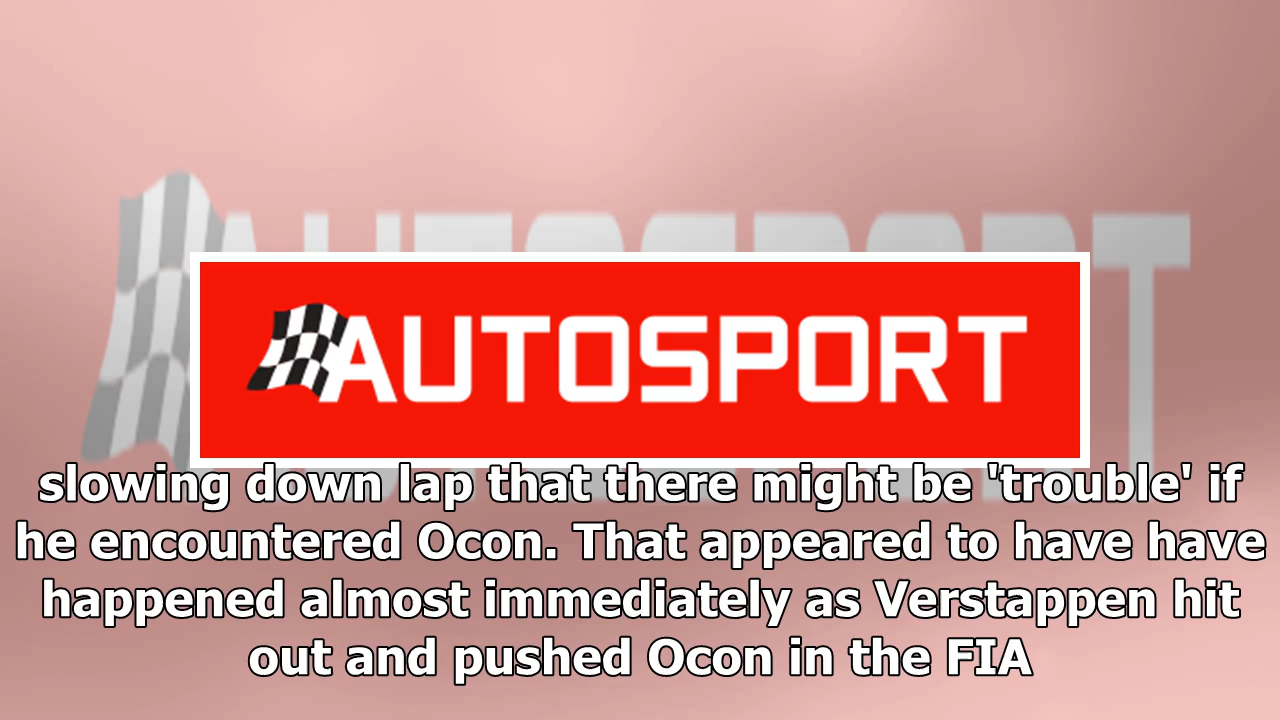 AUTOSPORT
slowing down lap that there might be 'trouble' if
he encountered Ocon. That appeared to have have
happened almost immediately as Verstappen hit
out and pushed Ocon in the FIA